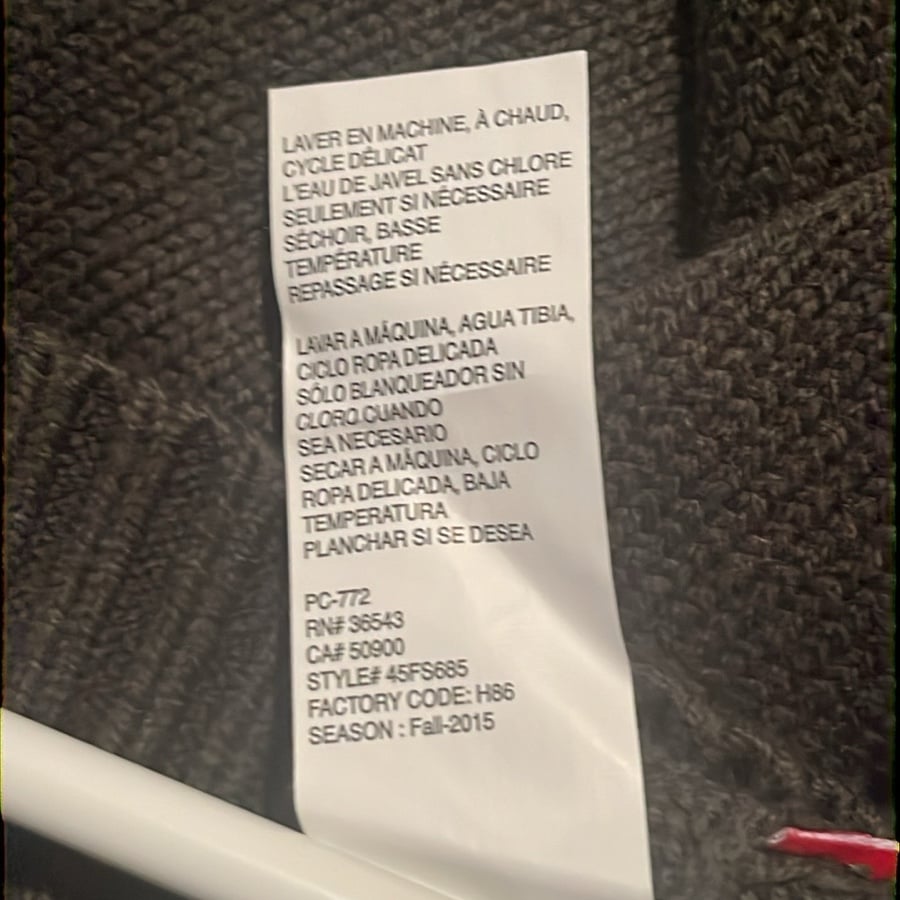 LAVER EN MACHINE, À CHAUD,
CYCLE DÉLICAT
L'EAU DE JAVEL SANS CHLORE
SEULEMENT SI NÉCESSAIRE
SÉCHOIR, BASSE
TEMPÉRATURE
REPASSAGE SI NÉCESSAIRE
LAVAR A MÁQUINA, AGUA TIBIA,
CICLO ROPA DELICADA
SÓLO BLANQUEADOR SIN
CLORO CUANDO
SEA NECESARIO
SECAR A MÁQUINA, CICLO
ROPA DELICADA, BAJA
TEMPERATURA
PLANCHAR SI SE DESEA
PC-772
RN# 36543
CA# 50900
STYLE# 45FS685
FACTORY CODE: H86
SEASON : Fall-2015